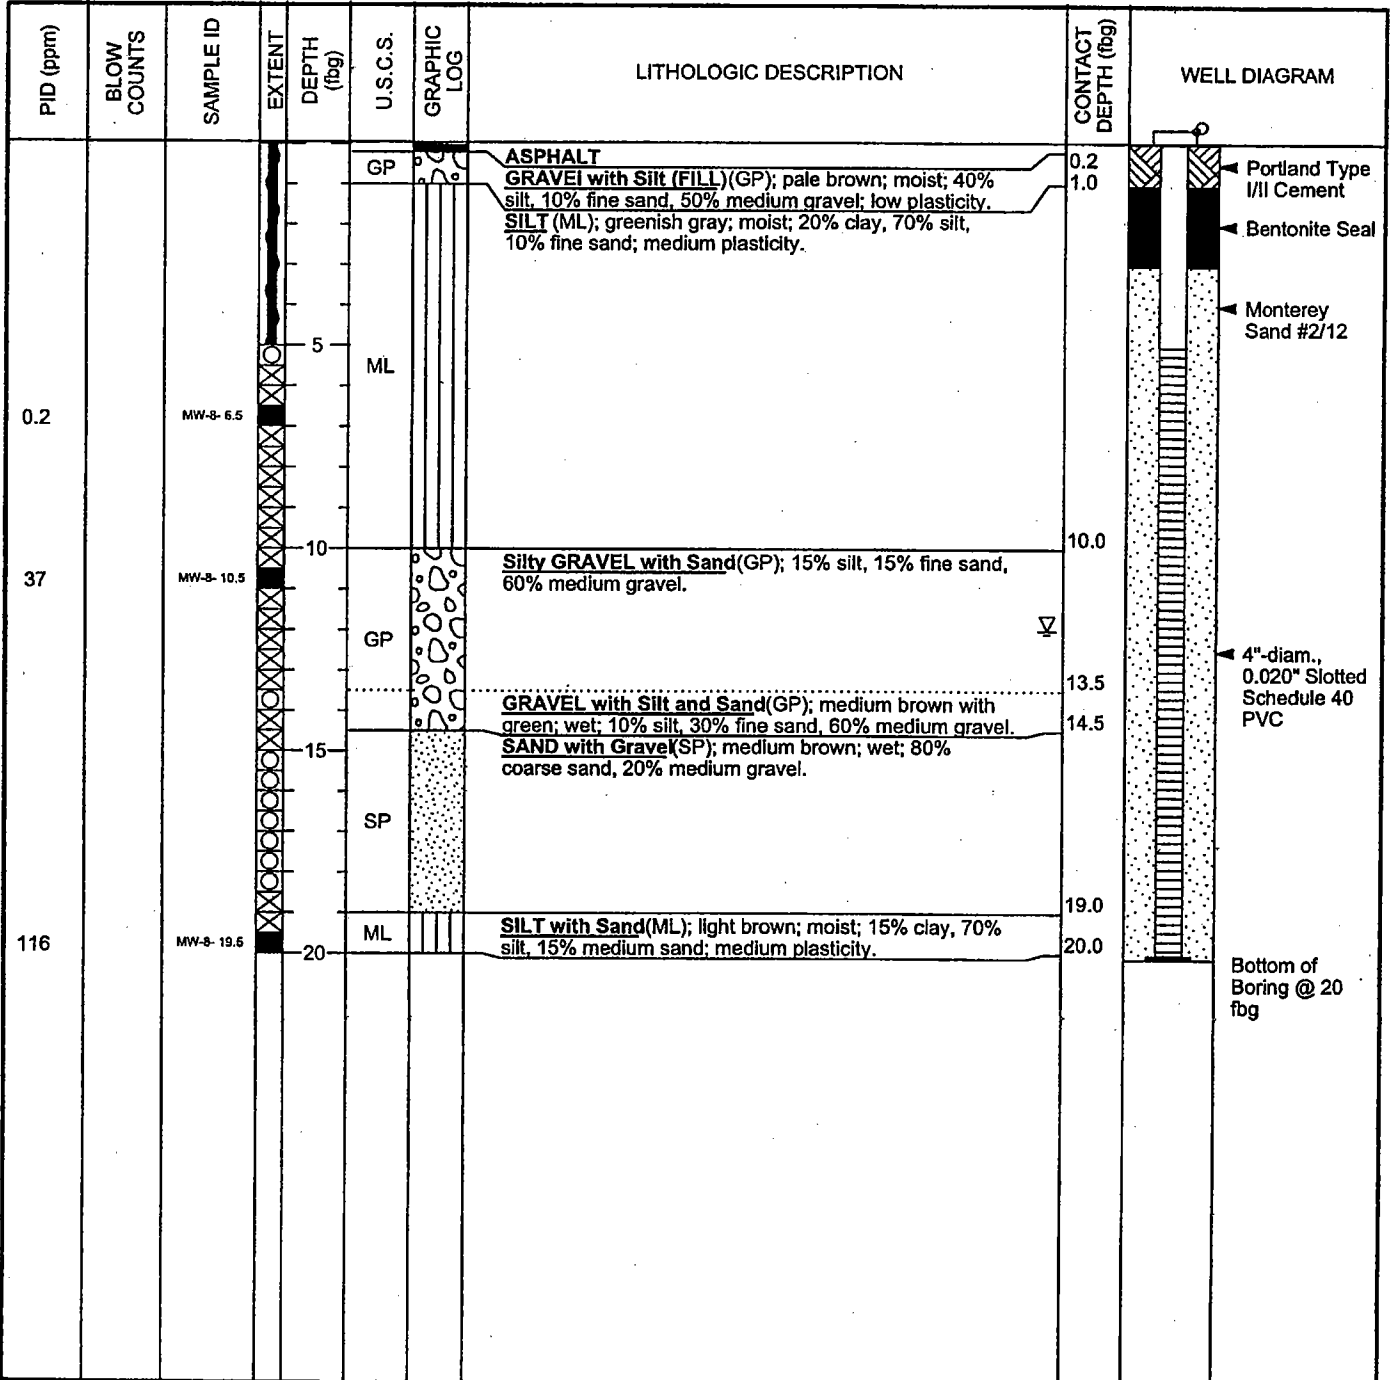 PID (ppm)
BLOW
COUNTS
SAMPLE ID
EXTENT
DEPTH
(fbg)
U.S.C.S.
GRAPHIC
LOG
LITHOLOGIC DESCRIPTION
CONTACT
DEPTH (fbg)
WELL DIAGRAM
GP
ASPHALT
0.2
GRAVEl with Silt (FILL)(GP); pale brown; moist; 40%
silt, 10% fine sand, 50% medium gravel; low plasticity.
1.0
SILT (ML); greenish gray; moist; 20% clay, 70% silt,
10% fine sand; medium plasticity.
Portland Type
I/II Cement
Bentonite Seal
Monterey
Sand #2/12
5
ML
0.2
MW-8- 6.5
10
10.0
37
MW-8- 10.5
Silty GRAVEL with Sand(GP); 15% silt, 15% fine sand,
60% medium gravel.
GP
4"-diam.,
0.020" Slotted
Schedule 40
PVC
13.5
GRAVEL with Silt and Sand(GP); medium brown with
green; wet; 10% silt, 30% fine sand, 60% medium gravel.
14.5
15
SAND with Gravel(SP); medium brown; wet; 80%
coarse sand, 20% medium gravel.
SP
19.0
116
MW-8- 19.5
ML
SILT with Sand(ML); light brown; moist; 15% clay, 70%
silt, 15% medium sand; medium plasticity.
20
20.0
Bottom of
Boring @ 20
fbg